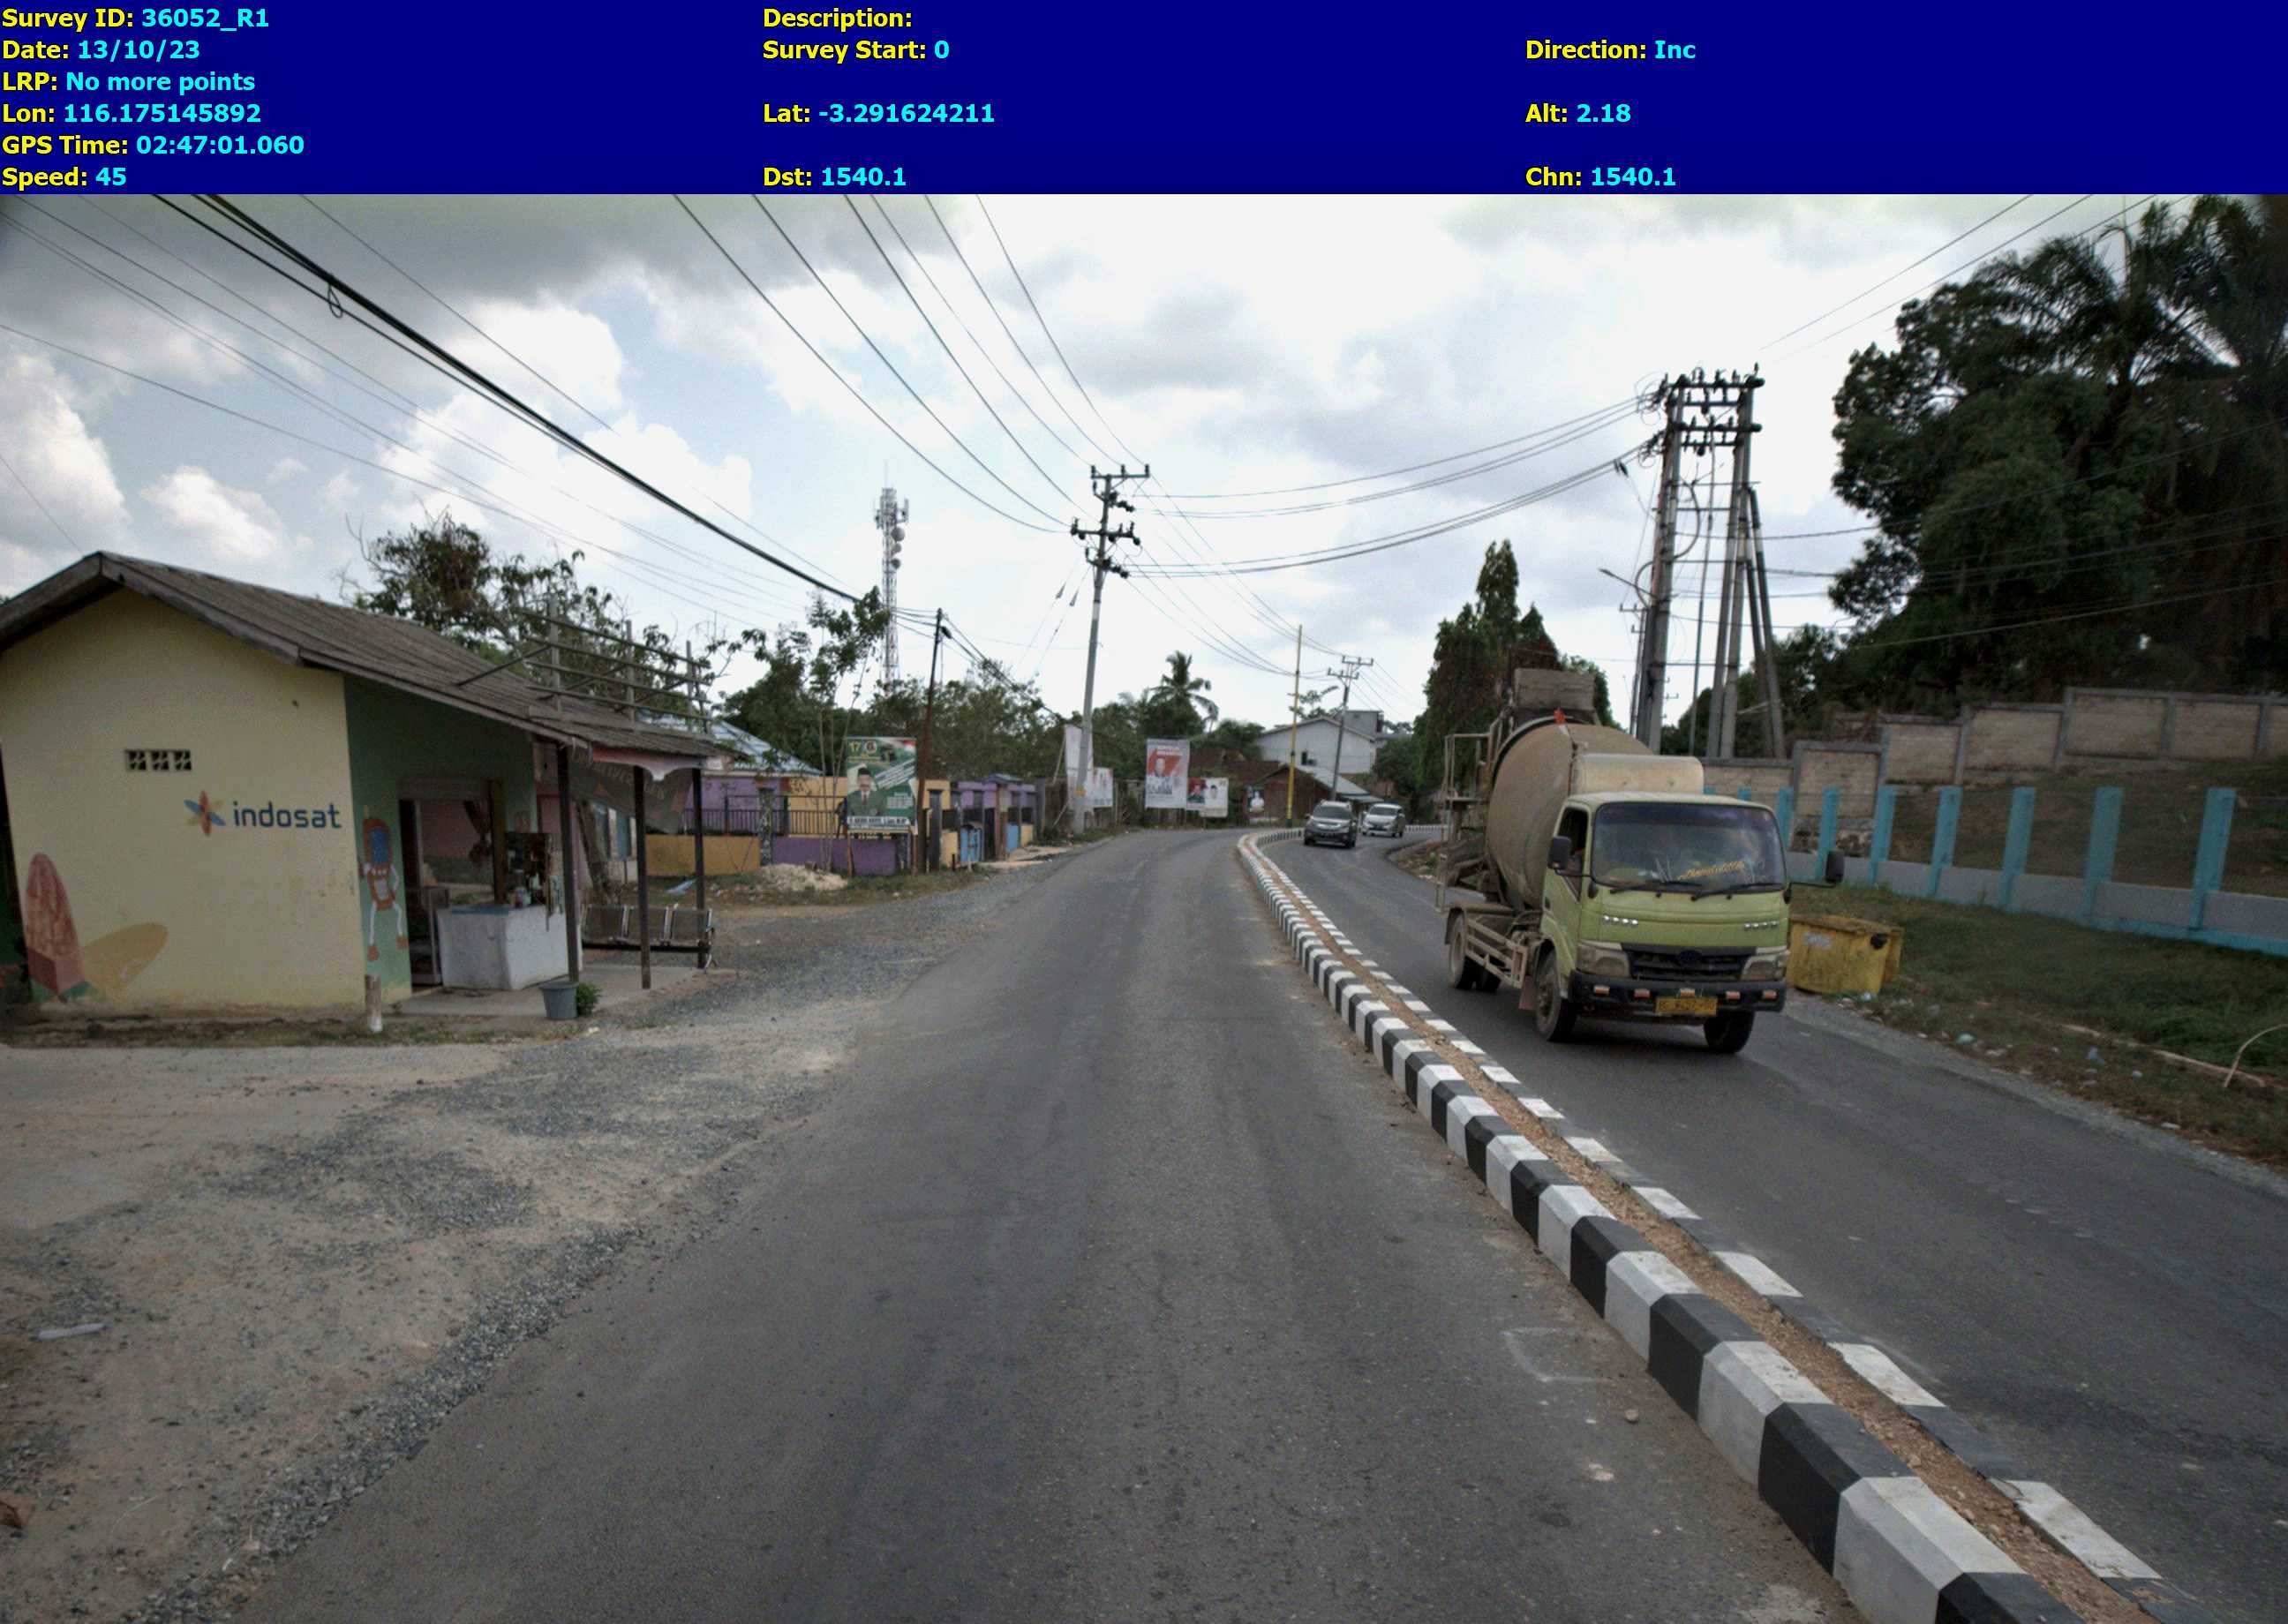 Survey ID: 36052_R1
Description:
Date: 13/10/23
Survey Start: 0
Direction: Inc
LRP: No more points
Lon: 116.175145892
Lat: -3.291624211
Alt: 2.18
GPS Time: 02:47:01.060
Speed: 45
Dst: 1540.1
Chn: 1540.1
indosat